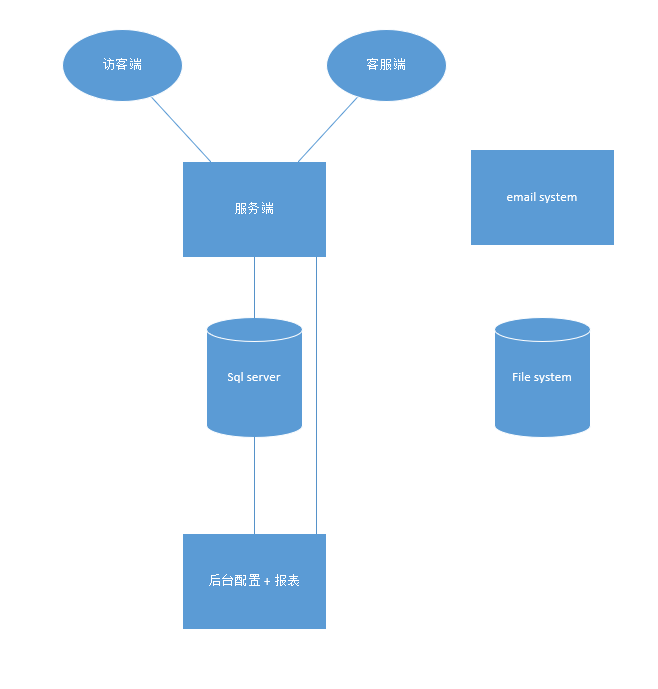 访客端
客服端
服务端
email system
Sql server
File system
后台配置 + 报表